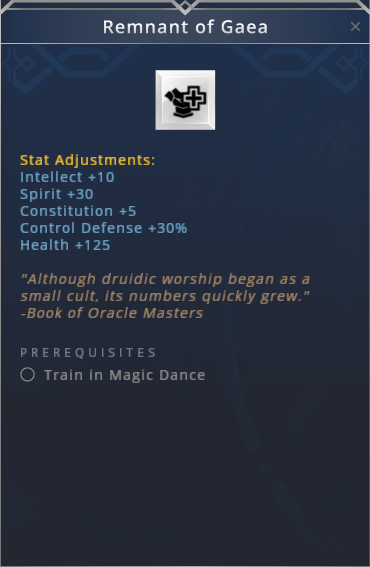 Remnant of Gaea
Stat Adjustments:
Intellect +10
Spirit +30
Constitution +5
Control Defense +30%
Health +125
"Although druidic worship began as a
small cult, its numbers quickly grew."
-Book of Oracle Masters
PREREQUISITES
Train in Magic Dance